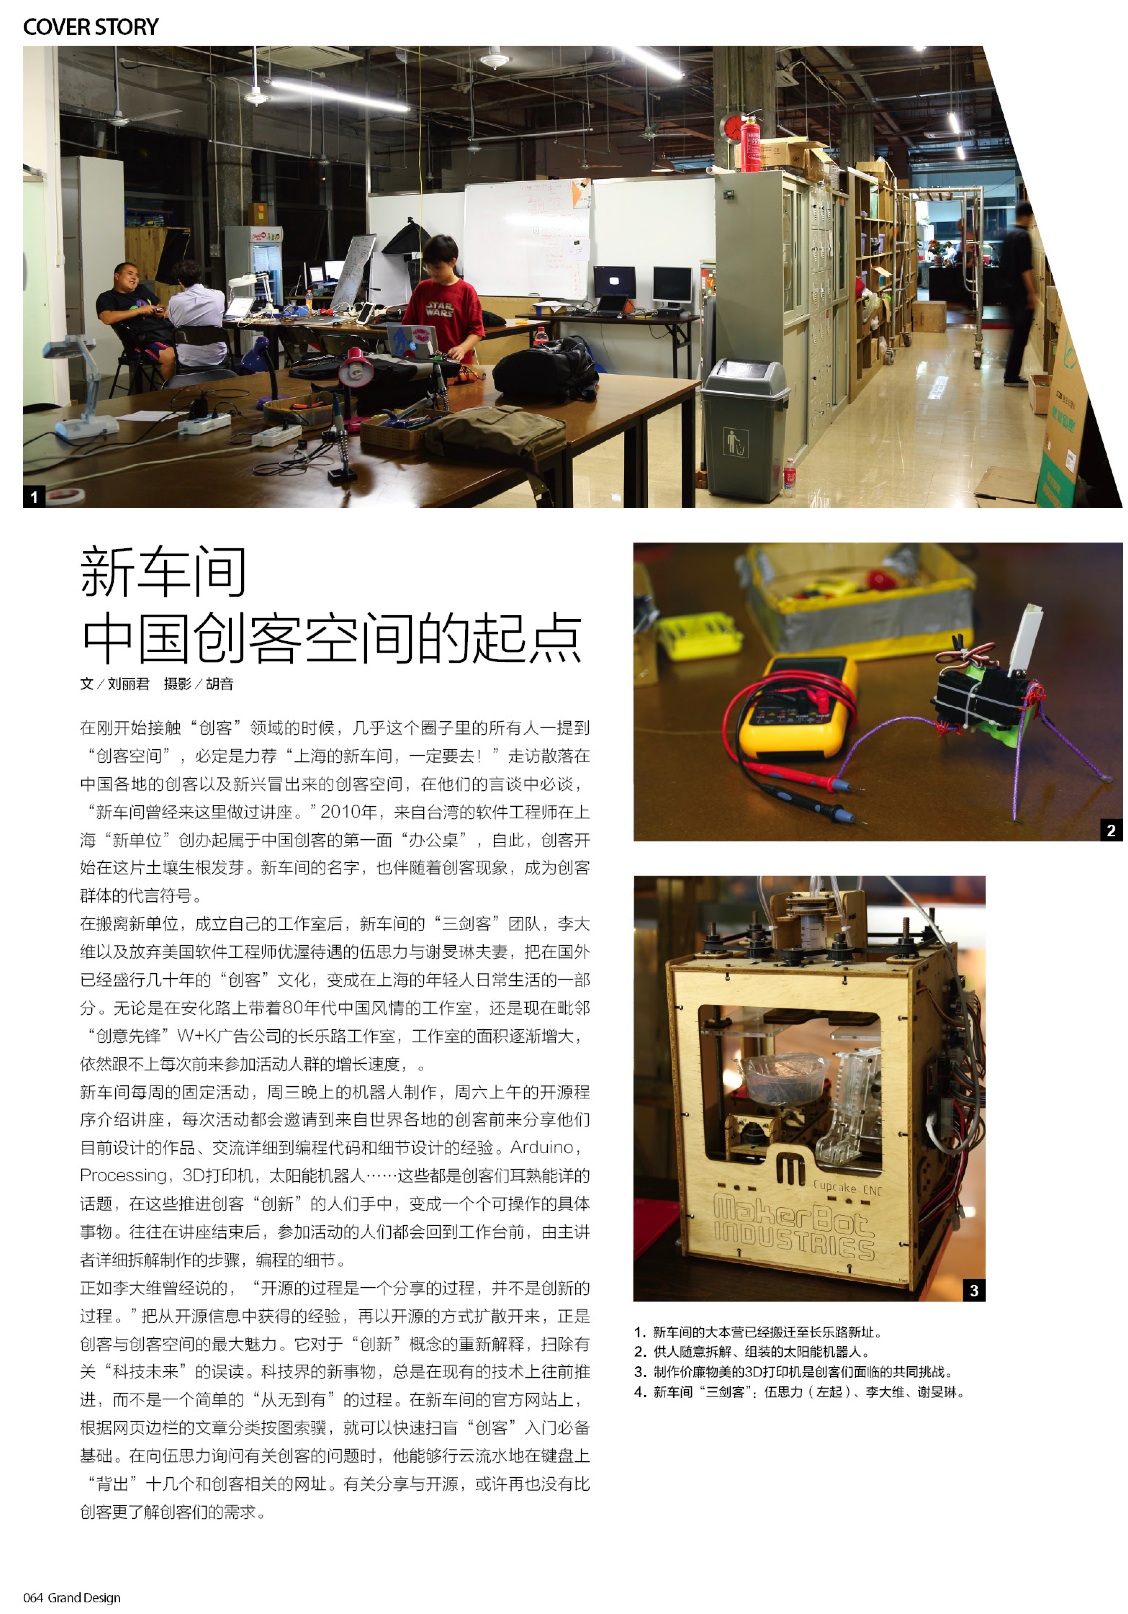 COVER STORY
STAR
WARS
1
新车间
中国创客空间的起点
文／刘丽君　摄影／胡音
在刚开始接触“创客”领域的时候，几乎这个圈子里的所有人一提到
“创客空间”，必定是力荐“上海的新车间，一定要去！”走访散落在
中国各地的创客以及新兴冒出来的创客空间，在他们的言谈中必谈，
“新车间曾经来这里做过讲座。”2010年，来自台湾的软件工程师在上
海“新单位”创办起属于中国创客的第一面“办公桌”，自此，创客开
始在这片土壤生根发芽。新车间的名字，也伴随着创客现象，成为创客
群体的代言符号。
在搬离新单位，成立自己的工作室后，新车间的“三剑客”团队，李大
维以及放弃美国软件工程师优渥待遇的伍思力与谢旻琳夫妻，把在国外
已经盛行几十年的“创客”文化，变成在上海的年轻人日常生活的一部
分。无论是在安化路上带着80年代中国风情的工作室，还是现在毗邻
“创意先锋”W+K广告公司的长乐路工作室，工作室的面积逐渐增大，
依然跟不上每次前来参加活动人群的增长速度，。
新车间每周的固定活动，周三晚上的机器人制作，周六上午的开源程
序介绍讲座，每次活动都会邀请到来自世界各地的创客前来分享他们
目前设计的作品、交流详细到编程代码和细节设计的经验。Arduino，
Processing，3D打印机，太阳能机器人……这些都是创客们耳熟能详的
话题，在这些推进创客“创新”的人们手中，变成一个个可操作的具体
事物。往往在讲座结束后，参加活动的人们都会回到工作台前，由主讲
者详细拆解制作的步骤，编程的细节。
正如李大维曾经说的，“开源的过程是一个分享的过程，并不是创新的
过程。”把从开源信息中获得的经验，再以开源的方式扩散开来，正是
创客与创客空间的最大魅力。它对于“创新”概念的重新解释，扫除有
关“科技未来”的误读。科技界的新事物，总是在现有的技术上往前推
进，而不是一个简单的“从无到有”的过程。在新车间的官方网站上，
根据网页边栏的文章分类按图索骥，就可以快速扫盲“创客”入门必备
基础。在向伍思力询问有关创客的问题时，他能够行云流水地在键盘上
“背出”十几个和创客相关的网址。有关分享与开源，或许再也没有比
创客更了解创客们的需求。
2
Cupcake CNC
MakerBot
INDUSTRIES
3
1. 新车间的大本营已经搬迁至长乐路新址。
2. 供人随意拆解、组装的太阳能机器人。
3. 制作价廉物美的3D打印机是创客们面临的共同挑战。
4. 新车间“三剑客”：伍思力（左起）、李大维、谢旻琳。
064 Grand Design